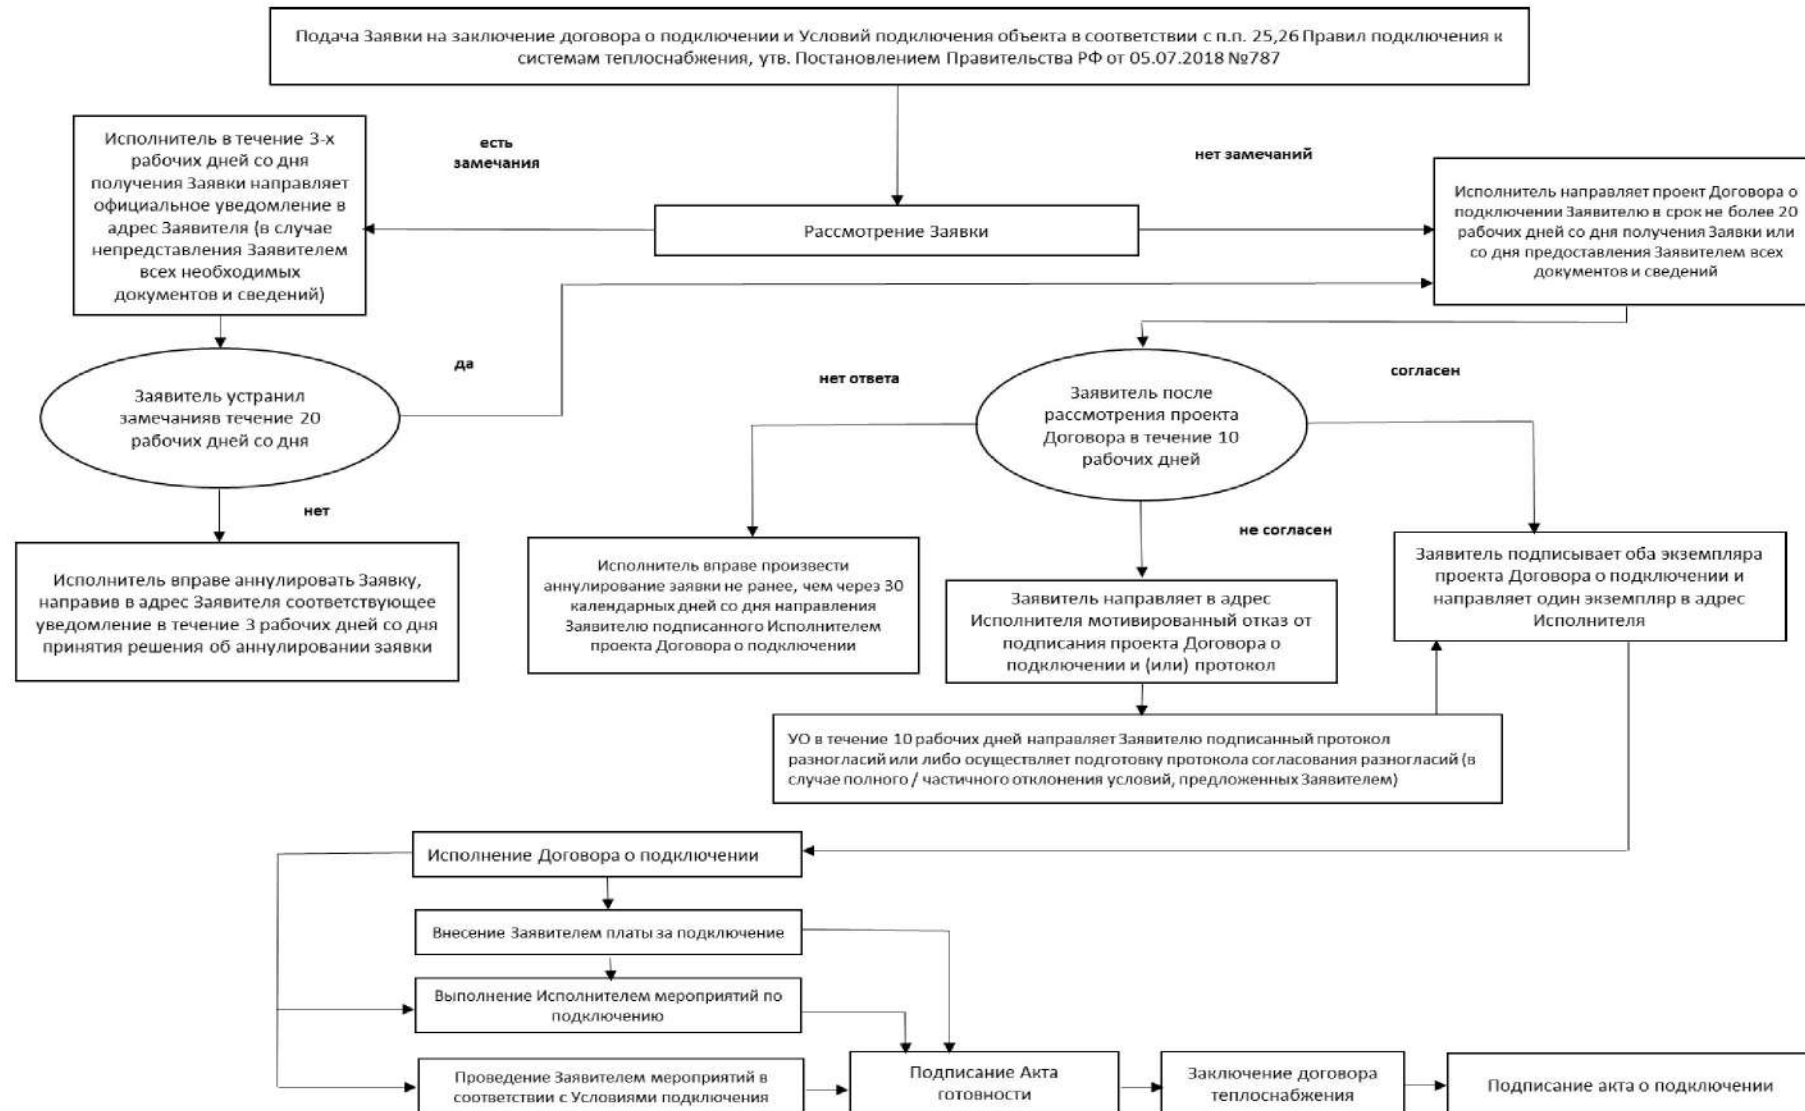 Подача Заявки на заключение договора о подключении и Условий подключения объекта в соответствии с п.п. 25,26 Правил подключения к
системам теплоснабжения, утв. Постановлением Правительства РФ от 05.07.2018 №787
Исполнитель в течение 3-х
рабочих дней со дня
получения Заявки направляет
официальное уведомление в
адрес Заявителя (в случае
непредставления Заявителем
всех необходимых
документов и сведений)
есть
замечания
нет замечаний
Рассмотрение Заявки
Исполнитель направляет проект Договора о
подключении Заявителю в срок не более 20
рабочих дней со дня получения Заявки или
со дня предоставления Заявителем всех
документов и сведений
Заявитель устранил
замечанияв течение 20
рабочих дней со дня
да
нет
нет ответа
Заявитель после
рассмотрения проекта
Договора в течение 10
рабочих дней
согласен
не согласен
Исполнитель вправе аннулировать Заявку,
направив в адрес Заявителя соответствующее
уведомление в течение 3 рабочих дней со дня
принятия решения об аннулировании заявки
Исполнитель вправе произвести
аннулирование заявки не ранее, чем через 30
календарных дней со дня направления
Заявителю подписанного Исполнителем
проекта Договора о подключении
Заявитель направляет в адрес
Исполнителя мотивированный отказ от
подписания проекта Договора о
подключении и (или) протокол
Заявитель подписывает оба экземпляра
проекта Договора о подключении и
направляет один экземпляр в адрес
Исполнителя
УО в течение 10 рабочих дней направляет Заявителю подписанный протокол
разногласий или либо осуществляет подготовку протокола согласования разногласий (в
случае полного / частичного отклонения условий, предложенных Заявителем)
Исполнение Договора о подключении
Внесение Заявителем платы за подключение
Выполнение Исполнителем мероприятий по
подключению
Проведение Заявителем мероприятий в
соответствии с Условиями подключения
Подписание Акта
готовности
Заключение договора
теплоснабжения
Подписание акта о подключении